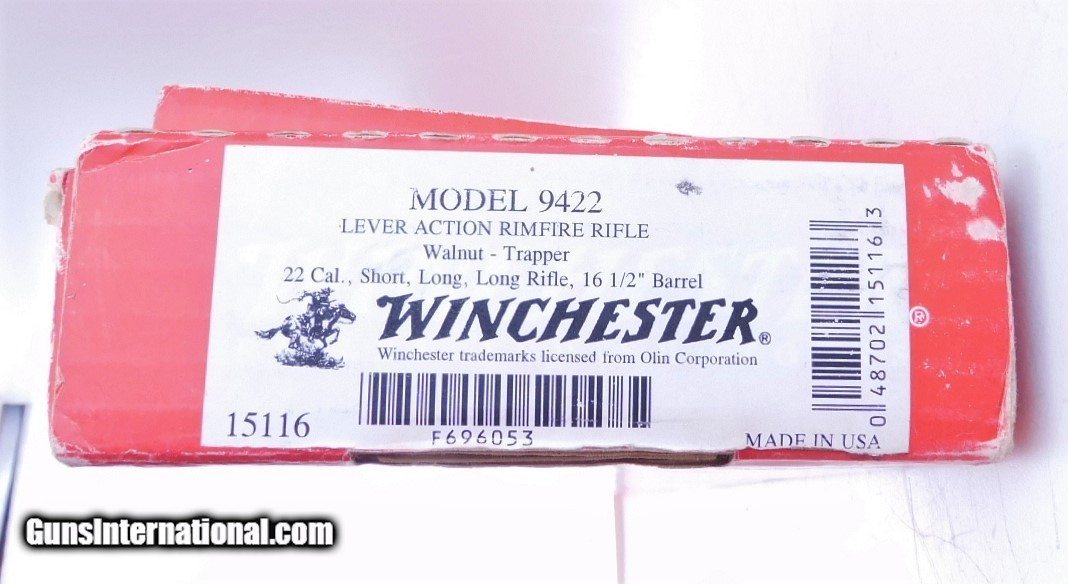 MODEL 9422
LEVER ACTION RIMFIRE RIFLE
Walnut - Trapper
22 Cal., Short, Long, Long Rifle, 16 1/2" Barrel
WINCHESTER®
Winchester trademarks licensed from Olin Corporation
15116
F696053
MADE IN USA
0 48702 15116 3
®
GunsInternational.com